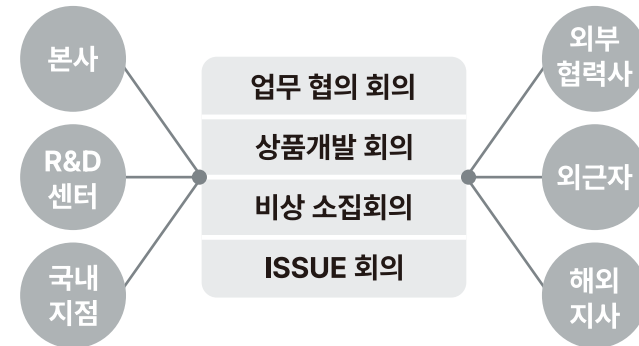 본사
R&D
센터
국내
지점
업무 협의 회의
상품개발 회의
비상 소집회의
ISSUE 회의
외부
협력사
외근자
해외
지사